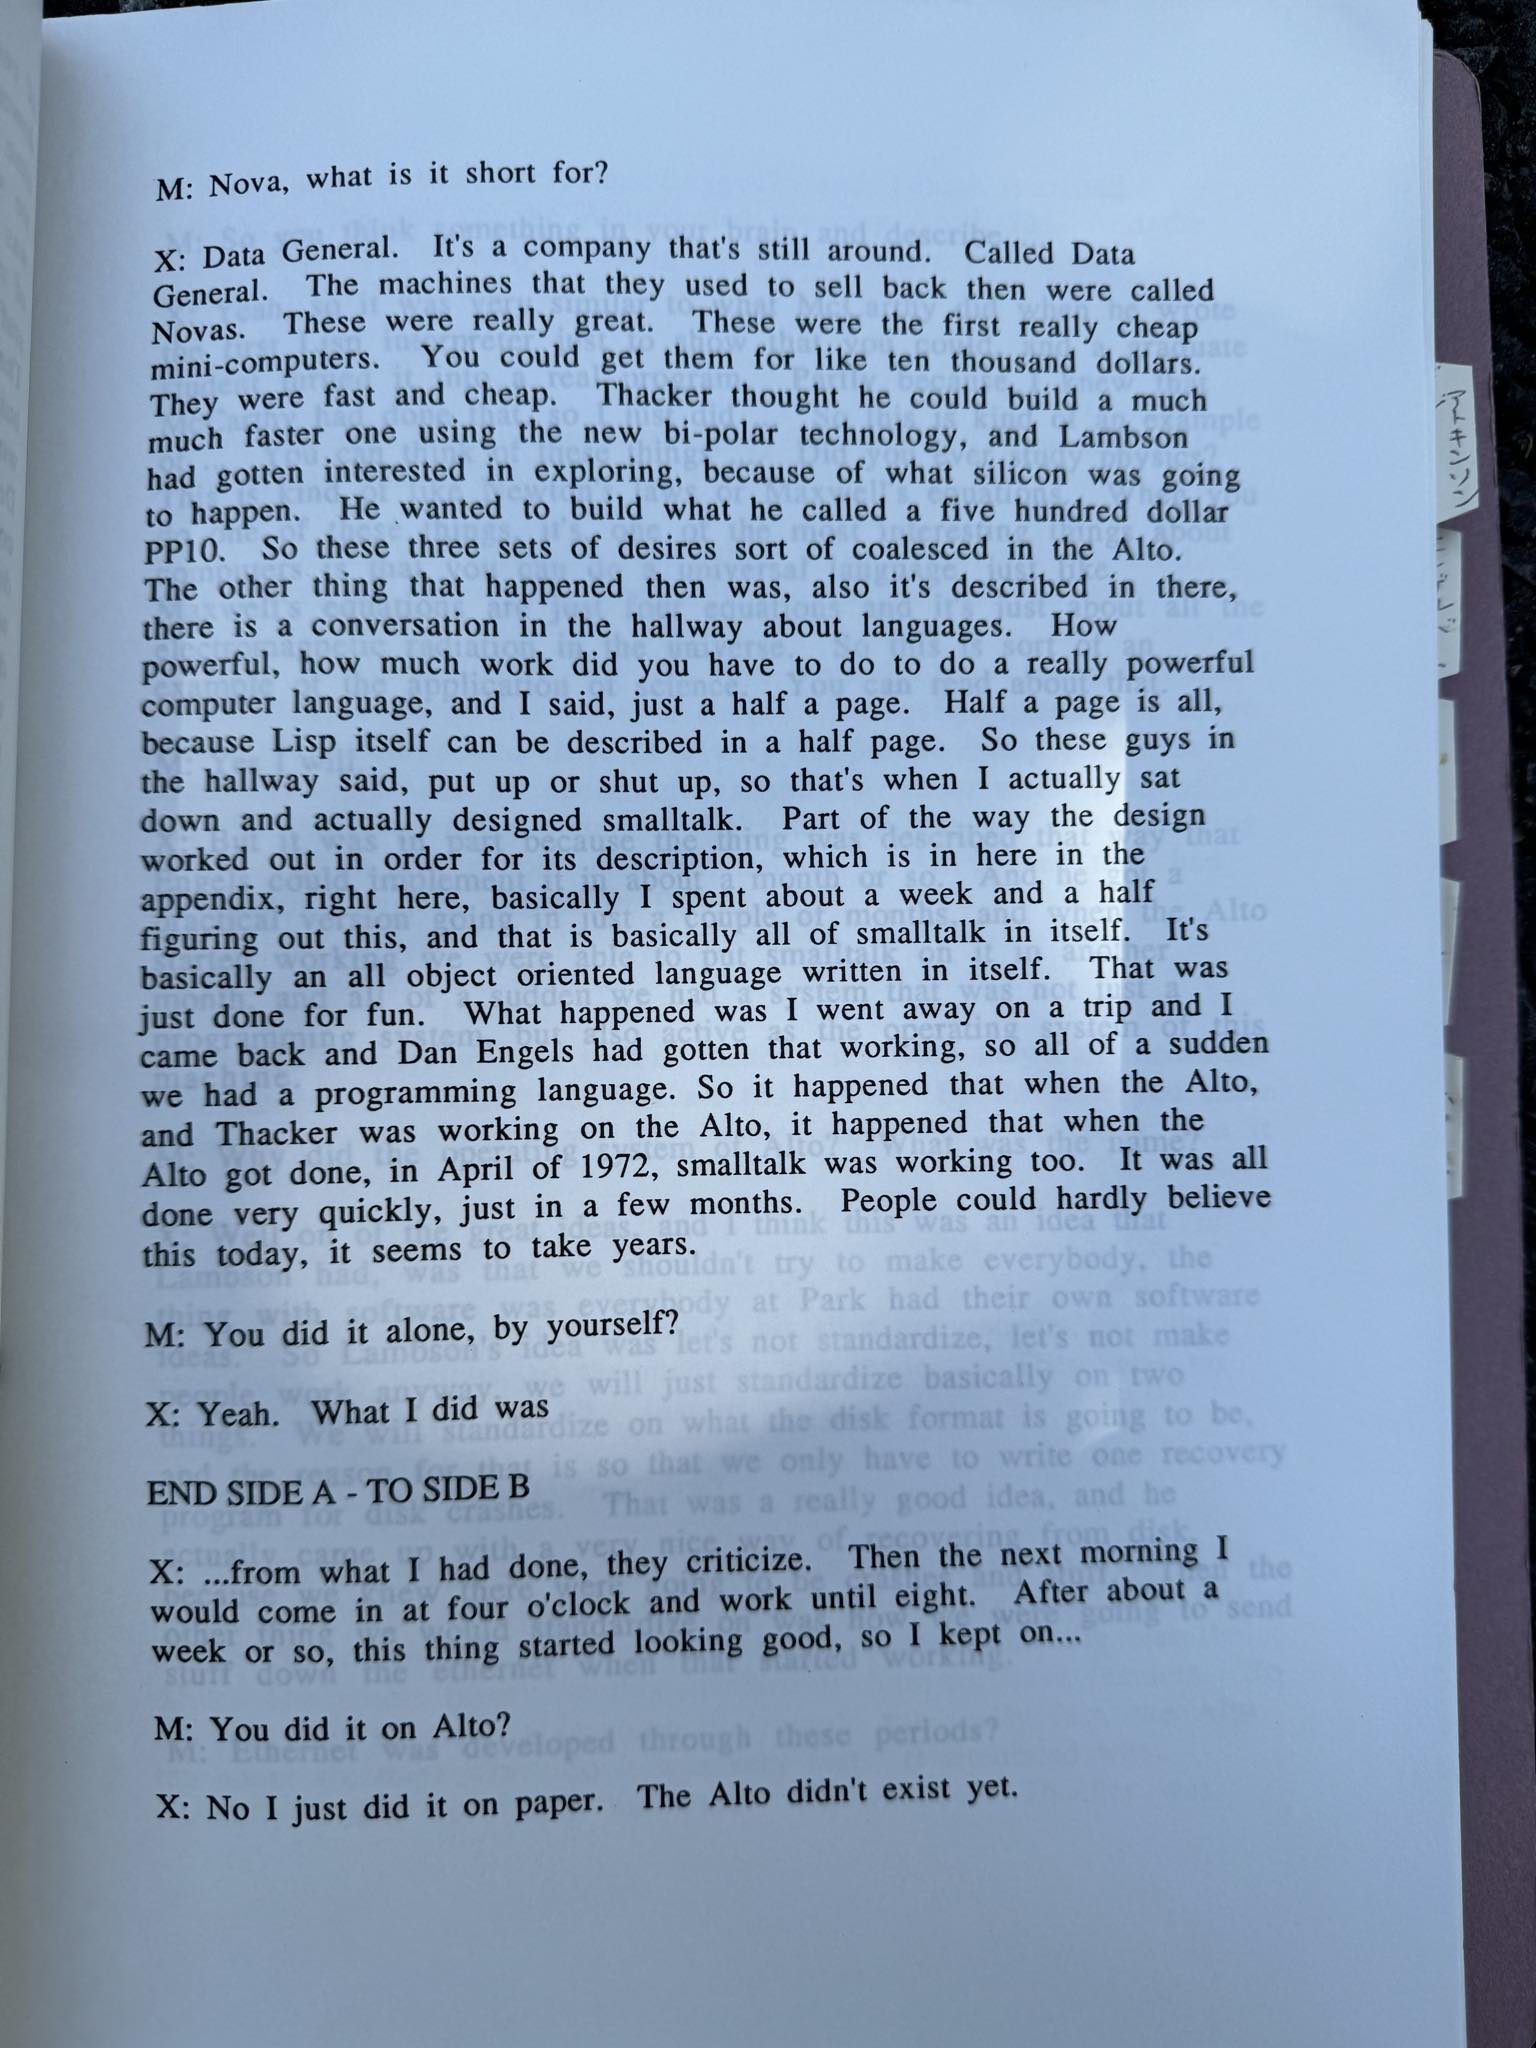 M: Nova, what is it short for?
X: Data General. It's a company that's still around. Called Data
General. The machines that they used to sell back then were called
Novas. These were really great. These were the first really cheap
mini-computers. You could get them for like ten thousand dollars.
They were fast and cheap. Thacker thought he could build a much
much faster one using the new bi-polar technology, and Lambson
had gotten interested in exploring, because of what silicon was going
to happen. He wanted to build what he called a five hundred dollar
PP10. So these three sets of desires sort of coalesced in the Alto.
The other thing that happened then was, also it's described in there,
there is a conversation in the hallway about languages. How
powerful, how much work did you have to do to do a really powerful
computer language, and I said, just a half a page. Half a page is all,
because Lisp itself can be described in a half page. So these guys in
the hallway said, put up or shut up, so that's when I actually sat
down and actually designed smalltalk. Part of the way the design
worked out in order for its description, which is in here in the
appendix, right here, basically I spent about a week and a half
figuring out this, and that is basically all of smalltalk in itself. It's
basically an all object oriented language written in itself. That was
just done for fun. What happened was I went away on a trip and I
came back and Dan Engels had gotten that working, so all of a sudden
we had a programming language. So it happened that when the Alto,
and Thacker was working on the Alto, it happened that when the
Alto got done, in April of 1972, smalltalk was working too. It was all
done very quickly, just in a few months. People could hardly believe
this today, it seems to take years.
M: You did it alone, by yourself?
X: Yeah. What I did was
END SIDE A - TO SIDE B
X: ...from what I had done, they criticize. Then the next morning I
would come in at four o'clock and work until eight. After about a
week or so, this thing started looking good, so I kept on...
M: You did it on Alto?
X: No I just did it on paper. The Alto didn't exist yet.